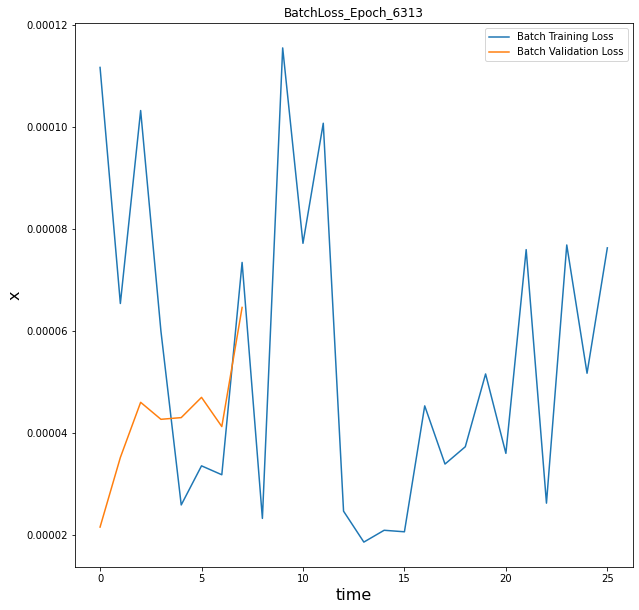 BatchLoss_Epoch_6313
Batch Training Loss
Batch Validation Loss
0.00012
0.00010
0.00008
0.00006
0.00004
0.00002
x
0 5 10 15 20 25
time